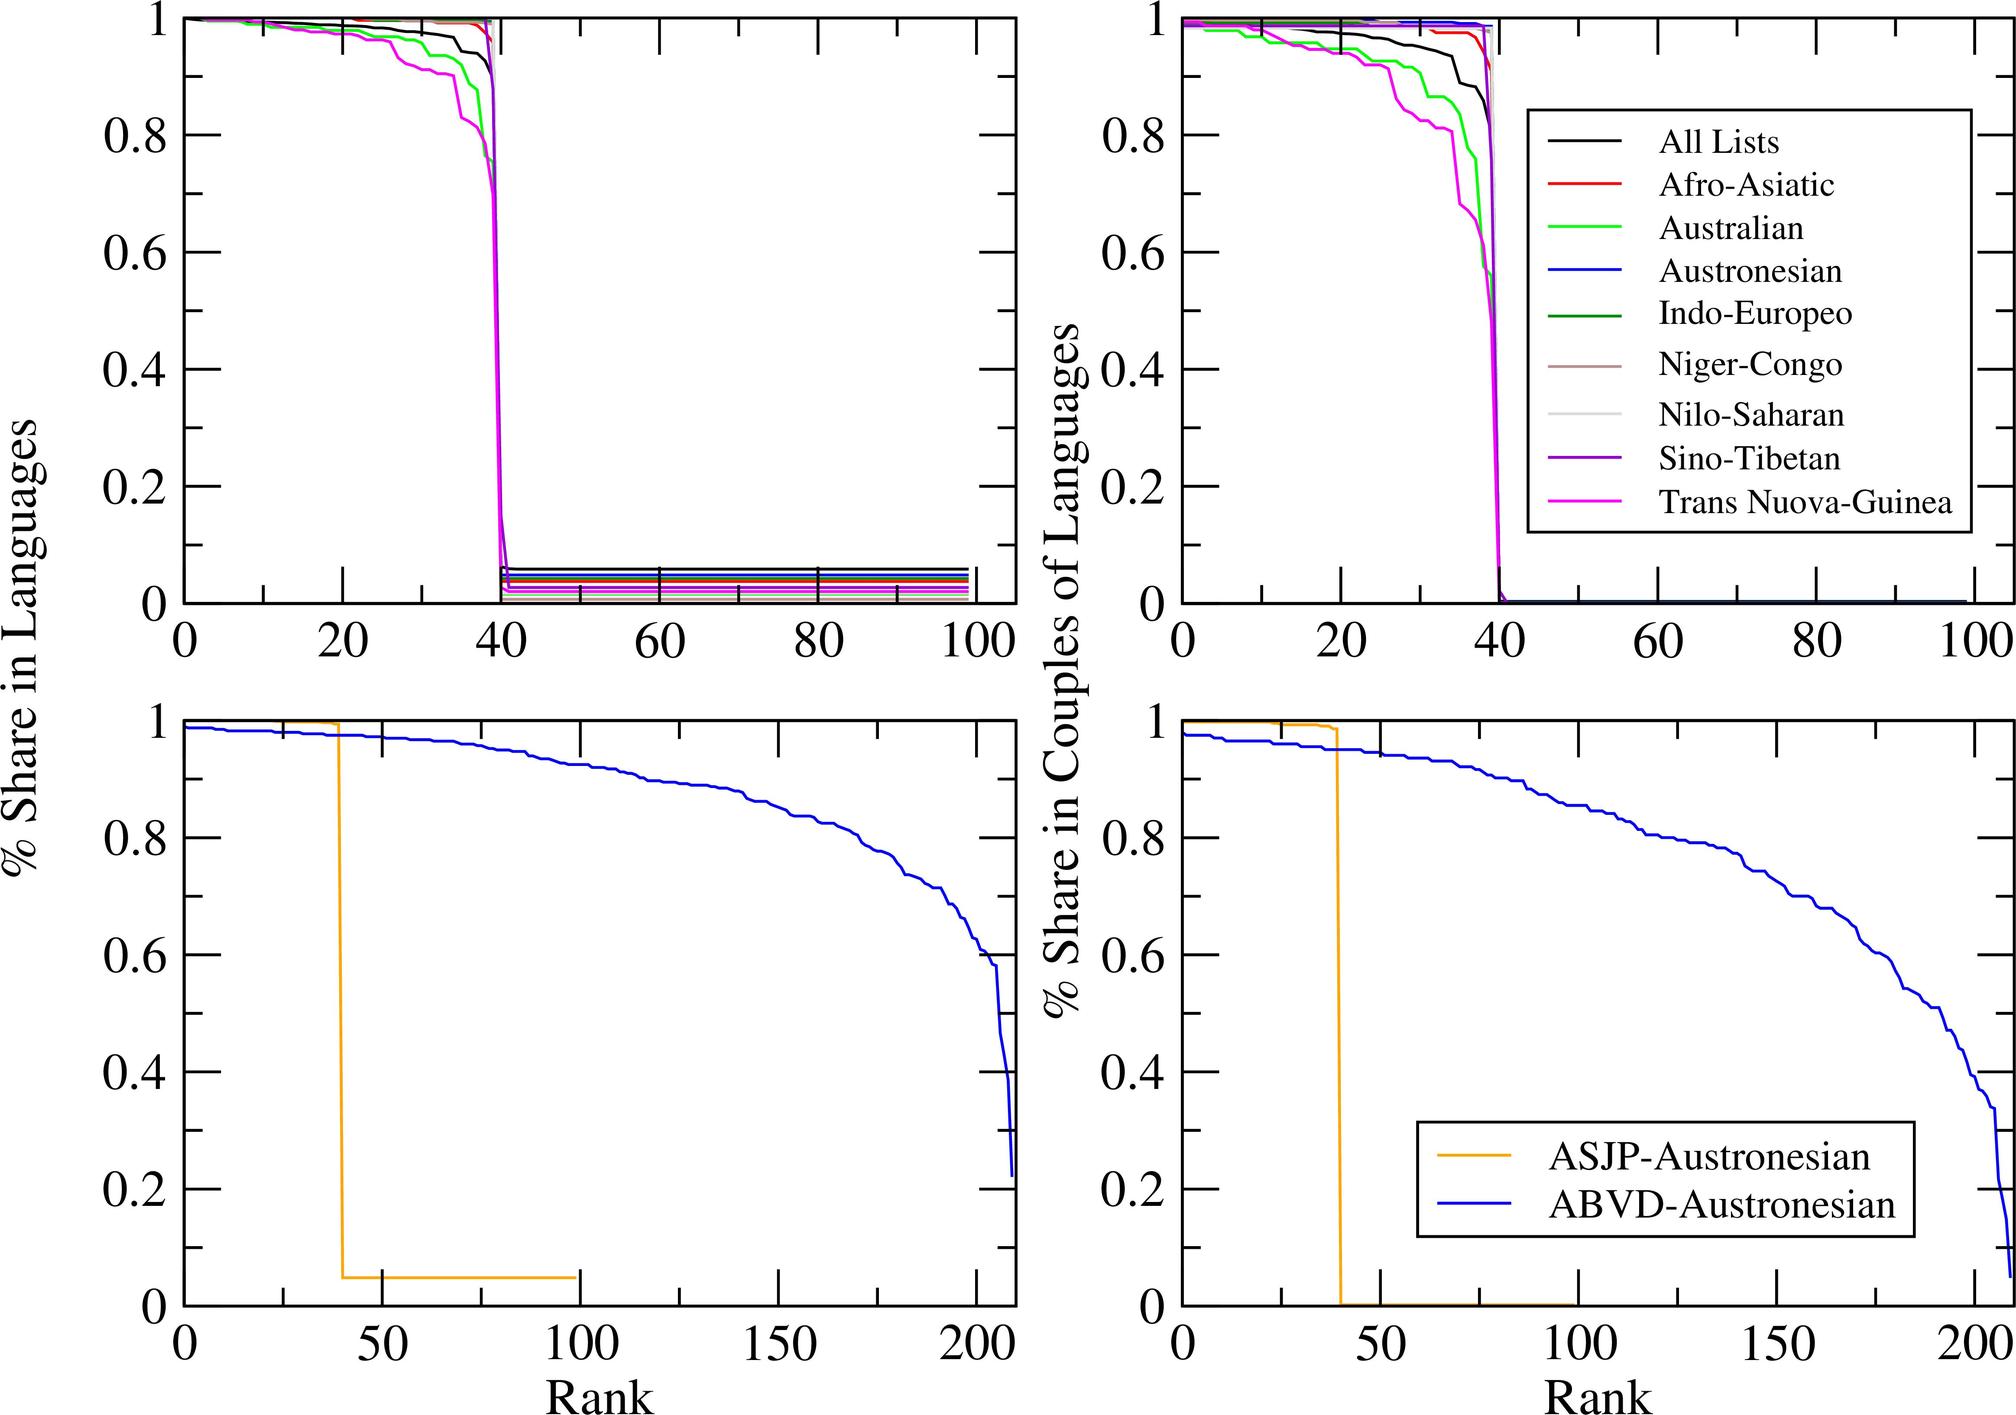 % Share in Languages
1
0.8
0.6
0.4
0.2
0
0 20 40 60 80 100
% Share in Couples of Languages
1
0.8
0.6
0.4
0.2
0
0 20 40 60 80 100
All Lists
Afro-Asiatic
Australian
Austronesian
Indo-Europeo
Niger-Congo
Nilo-Saharan
Sino-Tibetan
Trans Nuova-Guinea
1
0.8
0.6
0.4
0.2
0
0 50 100 150 200
Rank
1
0.8
0.6
0.4
0.2
0
0 50 100 150 200
Rank
ASJP-Austronesian
ABVD-Austronesian